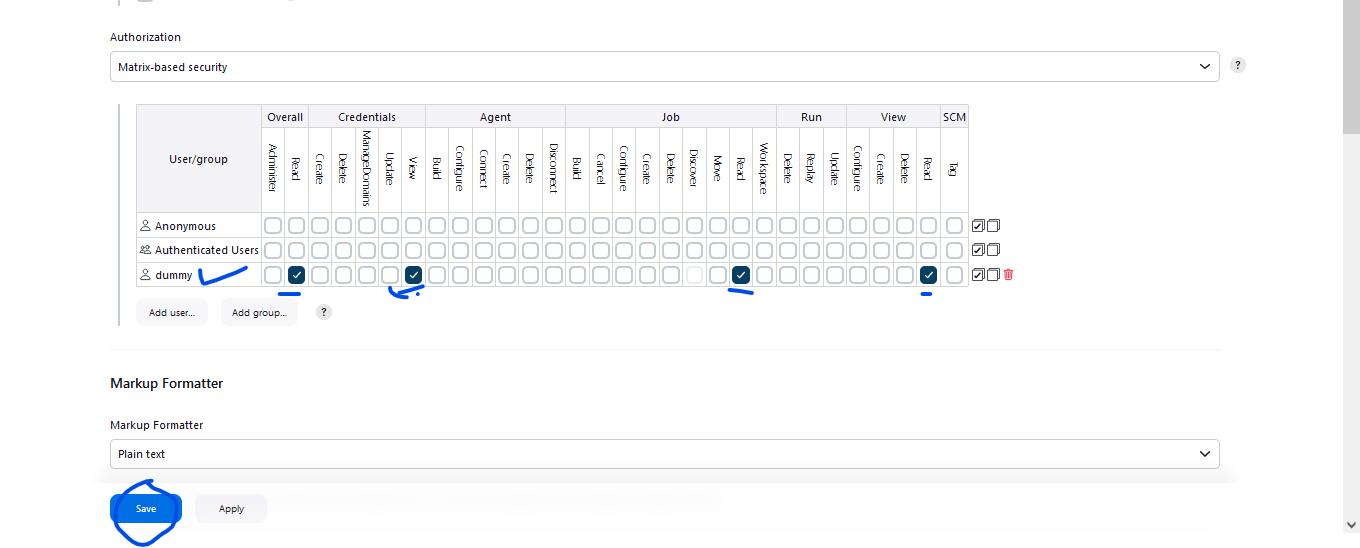 Authorization
Matrix-based security
?
User/group Overall Credentials Agent Job Run View SCM
Administer Read Create Delete ManageDomains Update View Build Configure Connect Create Delete Disconnect Build Cancel Configure Create Delete Discover Move Read Workspace Delete Replay Update Configure Create Delete Read Tag
Anonymous
Authenticated Users
dummy
Add user... Add group... ?
Markup Formatter
Markup Formatter
Plain text
Save Apply